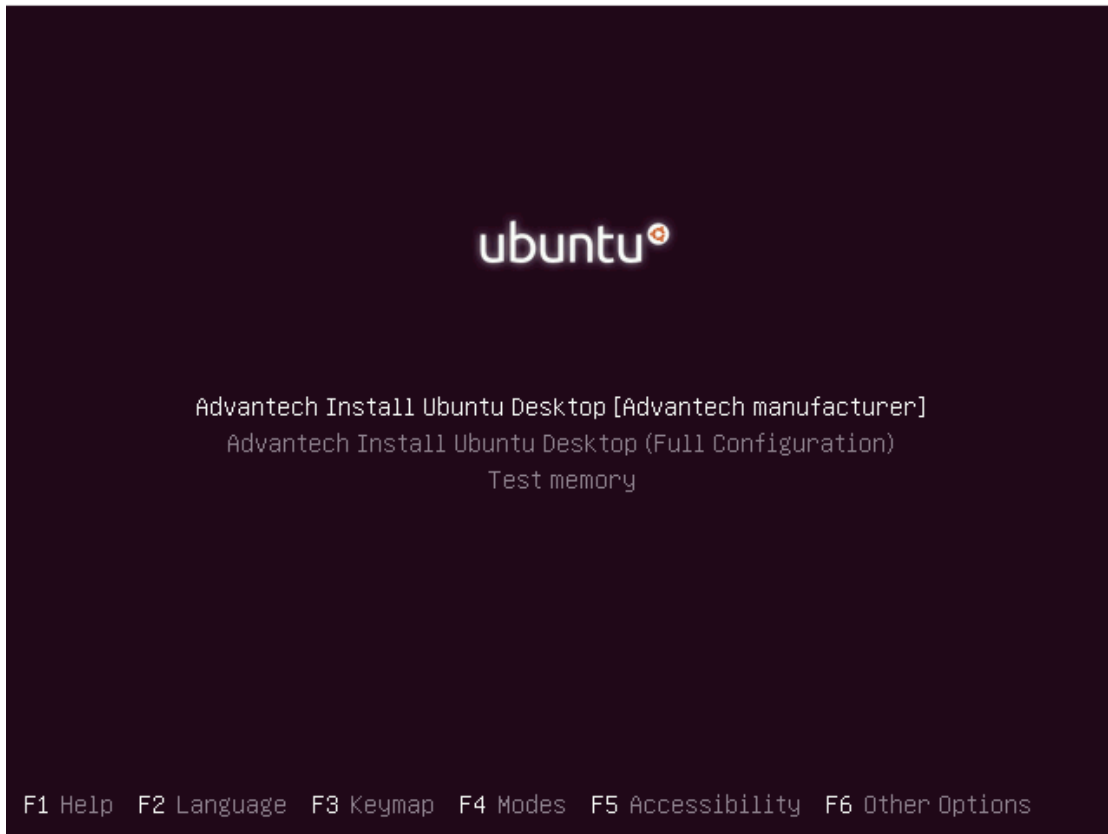 ubuntu
Advantech Install Ubuntu Desktop [Advantech manufacturer]
Advantech Install Ubuntu Desktop (Full Configuration)
Test memory
F1 Help F2 Language F3 Keymap F4 Modes F5 Accessibility F6 Other Options